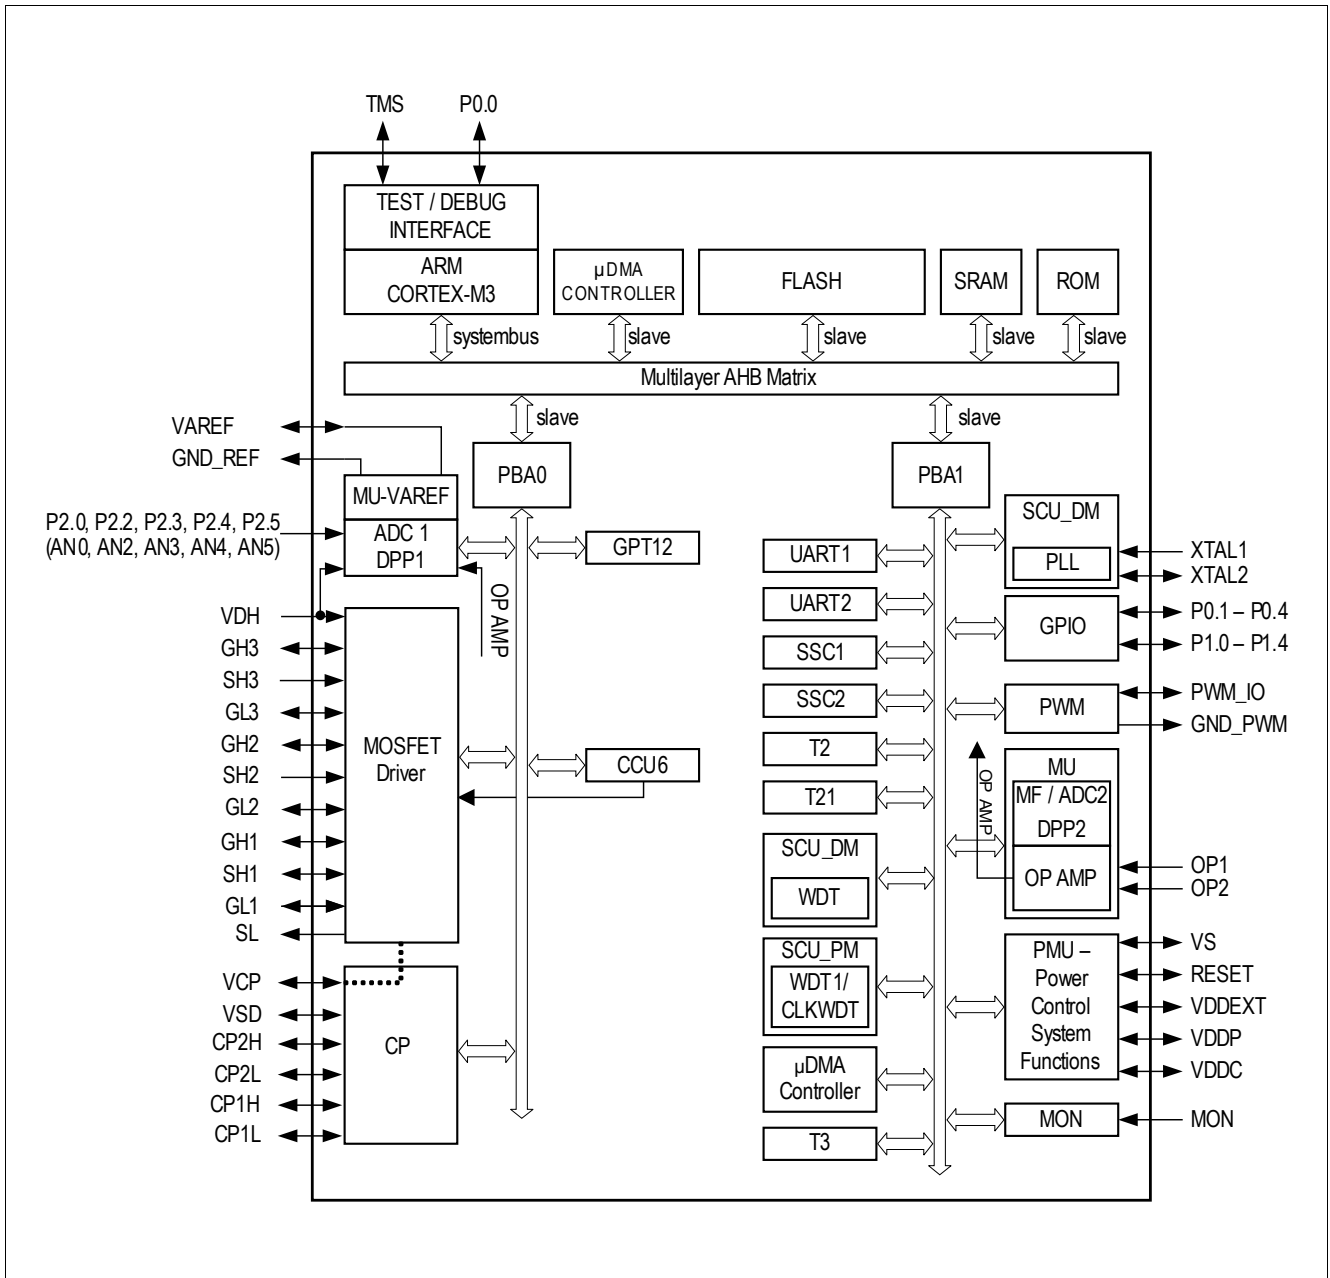 TMS
P0.0
TEST / DEBUG
INTERFACE
ARM
CORTEX-M3
µDMA
CONTROLLER
FLASH
SRAM
ROM
systembus
slave
slave
slave
slave
Multilayer AHB Matrix
slave
slave
VAREF
GND_REF
MU-VAREF
PBA0
PBA1
P2.0, P2.2, P2.3, P2.4, P2.5
(AN0, AN2, AN3, AN4, AN5)
ADC 1
DPP1
GPT12
OP AMP
VDH
GH3
SH3
GL3
GH2
SH2
GL2
GH1
SH1
GL1
SL
MOSFET
Driver
CCU6
VCP
VSD
CP2H
CP2L
CP1H
CP1L
CP
UART1
UART2
SSC1
SSC2
T2
T21
SCU_DM
WDT
SCU_PM
WDT1/
CLKWDT
µDMA
Controller
T3
SCU_DM
PLL
XTAL1
XTAL2
GPIO
P0.1 – P0.4
P1.0 – P1.4
PWM
PWM_IO
GND_PWM
OP AMP
MU
MF / ADC2
DPP2
OP AMP
OP1
OP2
PMU –
Power
Control
System
Functions
VS
RESET
VDDEXT
VDDP
VDDC
MON
MON